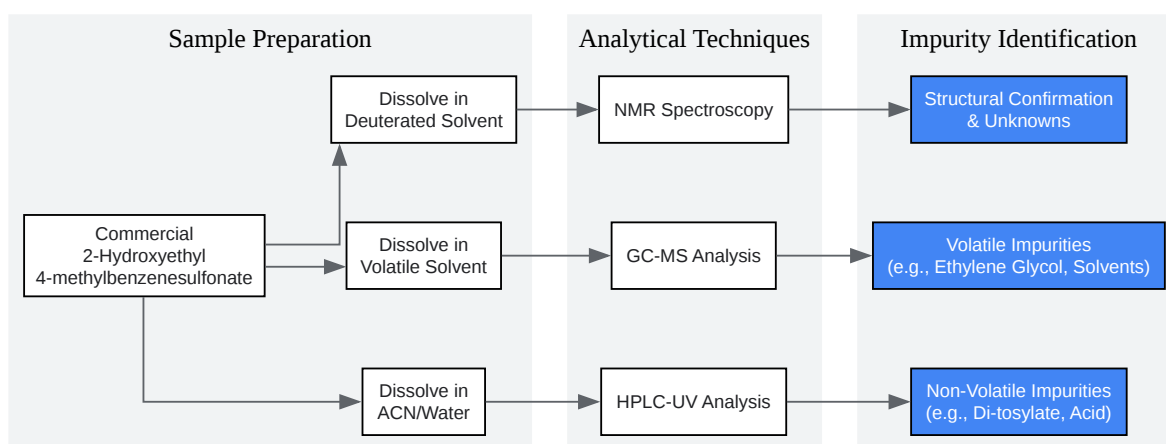 Sample Preparation
Analytical Techniques
Impurity Identification
Dissolve in
Deuterated Solvent
NMR Spectroscopy
Structural Confirmation
& Unknowns
Commercial
2-Hydroxyethyl
4-methylbenzenesulfonate
Dissolve in
Volatile Solvent
GC-MS Analysis
Volatile Impurities
(e.g., Ethylene Glycol, Solvents)
Dissolve in
ACN/Water
HPLC-UV Analysis
Non-Volatile Impurities
(e.g., Di-tosylate, Acid)